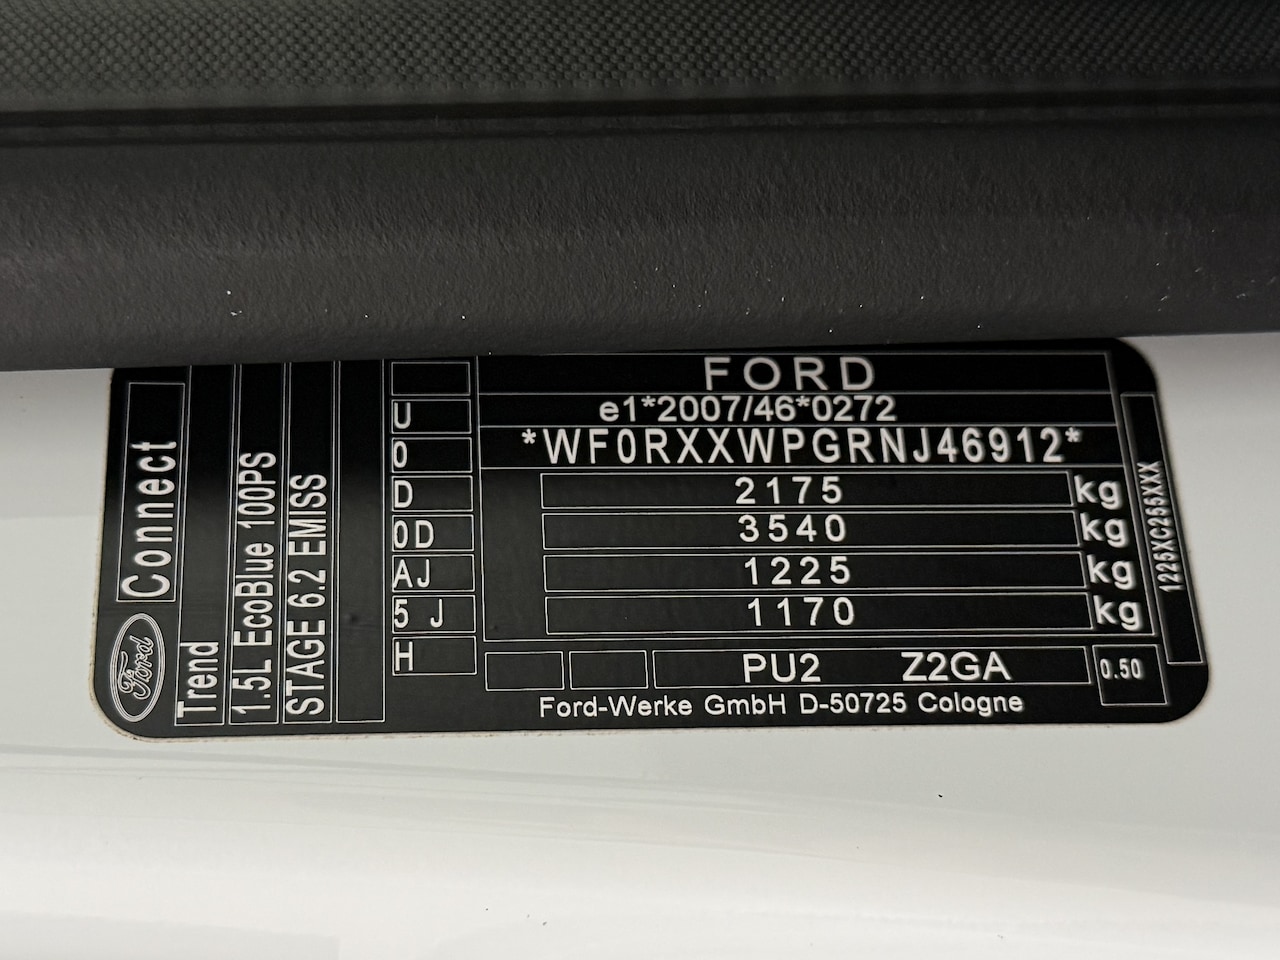 FORD
e1*2007/46*0272
*WF0RXXWPGRNJ46912*
2175 kg
3540 kg
1225 kg
1170 kg
PU2 Z2GA
0.50
Ford-Werke GmbH D-50725 Cologne
U
0
D
0D
AJ
5 J
H
Ford
Connect
Trend
1.5L EcoBlue 100PS
STAGE 6.2 EMISS
1225XC255XXX